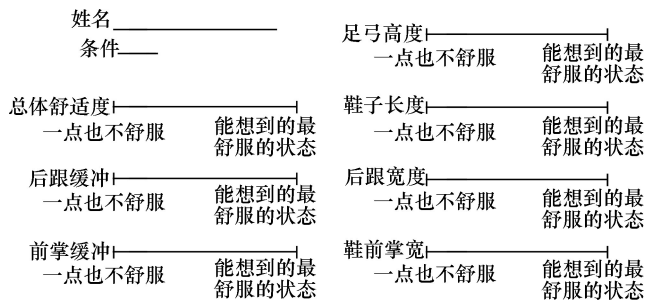 姓名
条件
总体舒适度
一点也不舒服
能想到的最
舒服的状态
后跟缓冲
一点也不舒服
能想到的最
舒服的状态
前掌缓冲
一点也不舒服
能想到的最
舒服的状态
足弓高度
一点也不舒服
能想到的最
舒服的状态
鞋子长度
一点也不舒服
能想到的最
舒服的状态
后跟宽度
一点也不舒服
能想到的最
舒服的状态
鞋前掌宽
一点也不舒服
能想到的最
舒服的状态